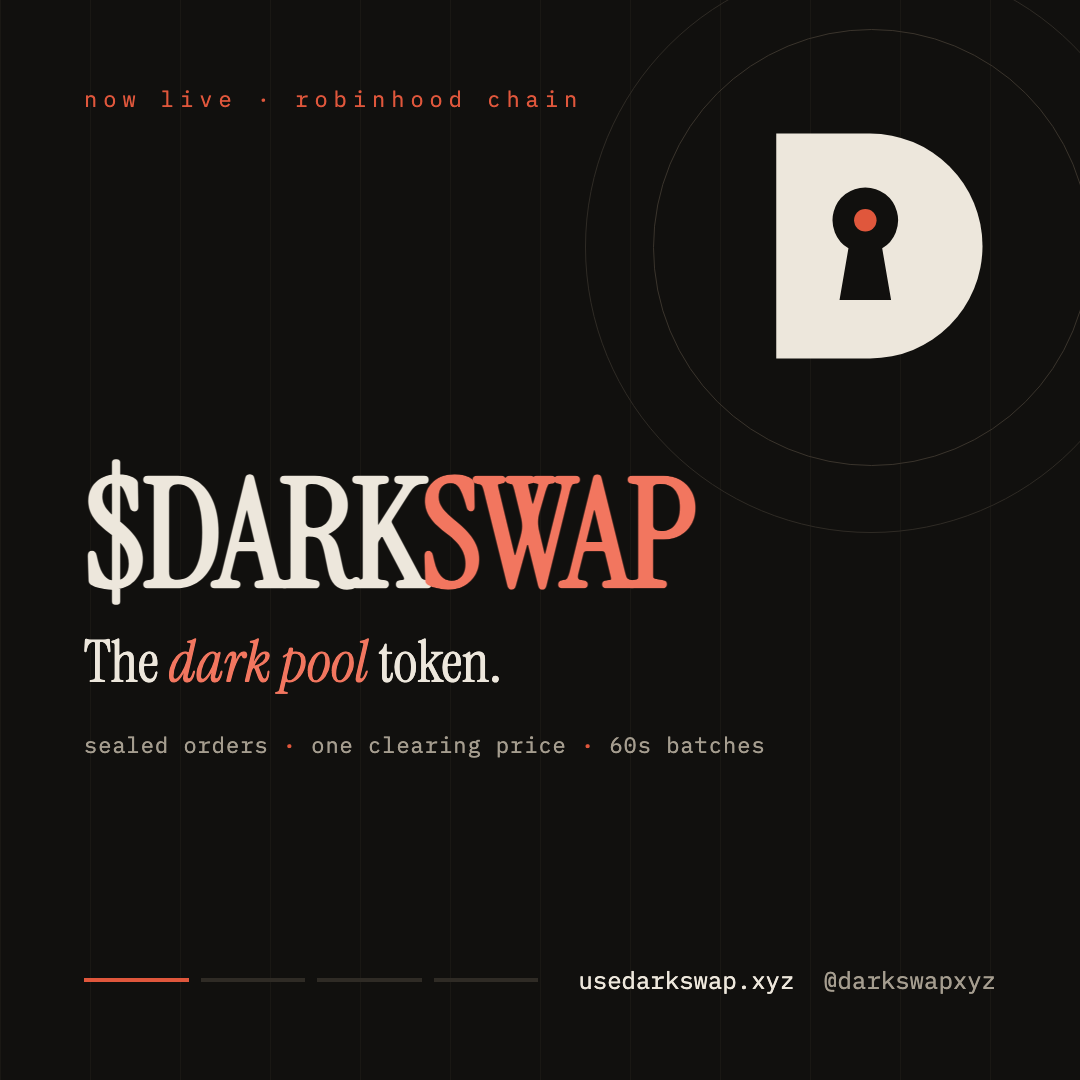 now live · robinhood chain
$DARKSWAP
The dark pool token.
sealed orders · one clearing price · 60s batches
usedarkswap.xyz @darkswapxyz